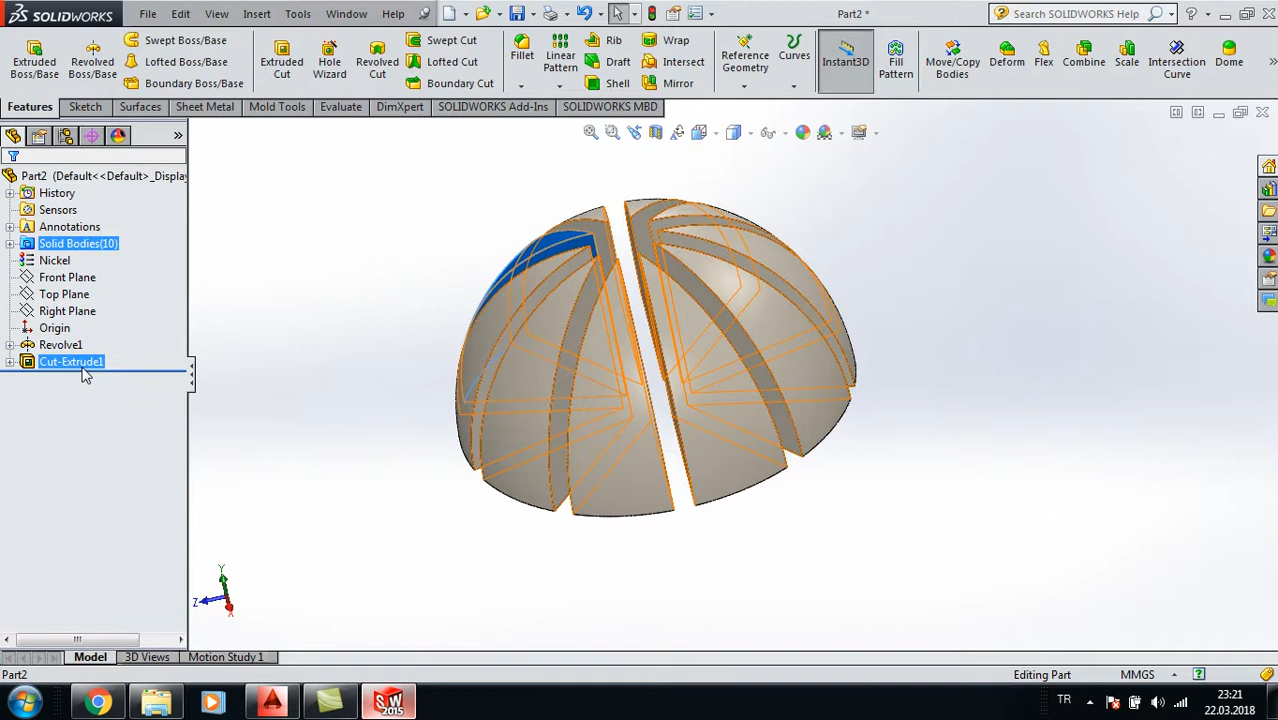 SOLIDWORKS File Edit View Insert Tools Window Help Part2 * Search SOLIDWORKS Help
Extruded Boss/Base
Revolved Boss/Base
Swept Boss/Base
Lofted Boss/Base
Boundary Boss/Base
Extruded Cut
Hole Wizard
Revolved Cut
Swept Cut
Lofted Cut
Boundary Cut
Fillet
Linear Pattern
Rib
Draft
Shell
Wrap
Intersect
Mirror
Reference Geometry
Curves
Instant3D
Fill Pattern
Move/Copy Bodies
Deform
Flex
Combine
Scale
Intersection Curve
Dome
Features Sketch Surfaces Sheet Metal Mold Tools Evaluate DimXpert SOLIDWORKS Add-Ins SOLIDWORKS MBD
Part2 (Default<<Default>_Display
History
Sensors
Annotations
Solid Bodies(10)
Nickel
Front Plane
Top Plane
Right Plane
Origin
Revolve1
Cut-Extrude1
Y
Z
X
Model 3D Views Motion Study 1
Part2 Editing Part MMGS
SW 2015
TR
23:21
22.03.2018